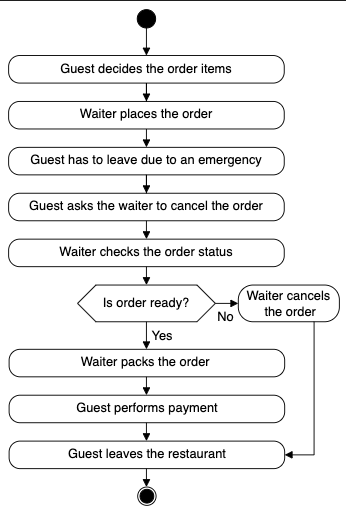 Guest decides the order items
Waiter places the order
Guest has to leave due to an emergency
Guest asks the waiter to cancel the order
Waiter checks the order status
Is order ready?
No
Waiter cancels
the order
Yes
Waiter packs the order
Guest performs payment
Guest leaves the restaurant